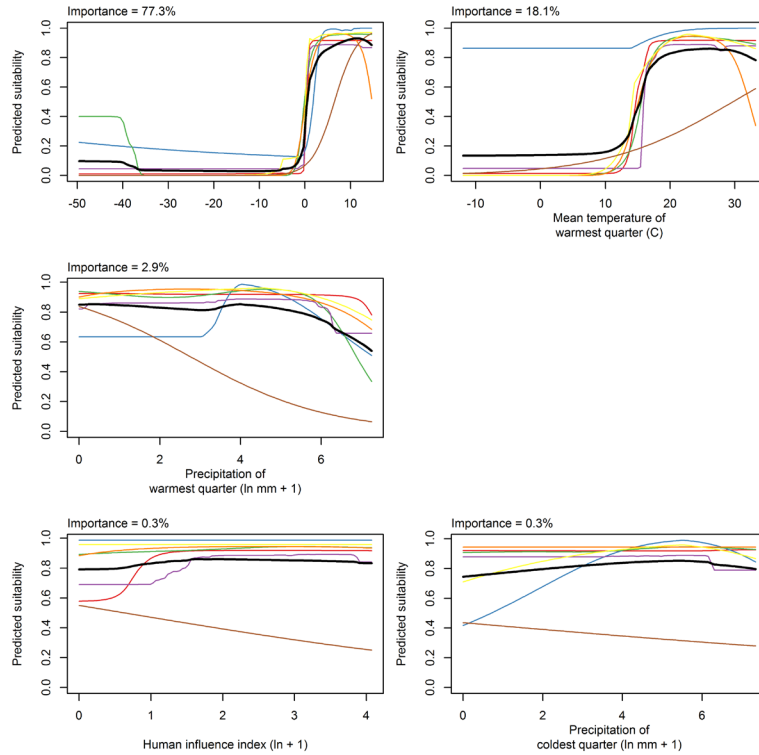 Importance = 77.3%
Predicted suitability
0.0 0.2 0.4 0.6 0.8 1.0
-50 -40 -30 -20 -10 0 10
Importance = 18.1%
Predicted suitability
0.0 0.2 0.4 0.6 0.8 1.0
-10 0 10 20 30
Mean temperature of
warmest quarter (C)
Importance = 2.9%
Predicted suitability
0.0 0.2 0.4 0.6 0.8 1.0
0 2 4 6
Precipitation of
warmest quarter (ln mm + 1)
Importance = 0.3%
Predicted suitability
0.0 0.2 0.4 0.6 0.8 1.0
0 1 2 3 4
Human influence index (ln + 1)
Importance = 0.3%
Predicted suitability
0.0 0.2 0.4 0.6 0.8 1.0
0 2 4 6
Precipitation of
coldest quarter (ln mm + 1)